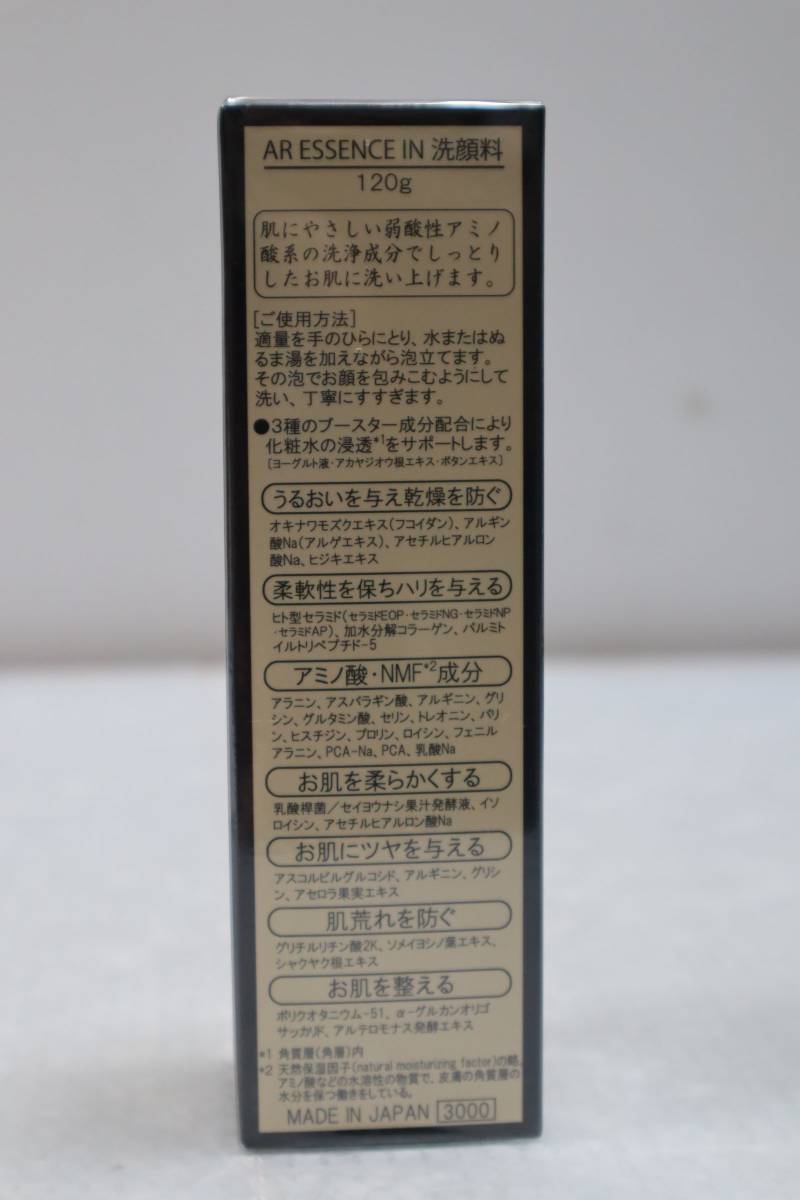 AR ESSENCE IN 洗顔料
120g
肌にやさしい弱酸性アミノ
酸系の洗浄成分でしっとり
したお肌に洗い上げます。
[ご使用方法]
適量を手のひらにとり、水またはぬ
るま湯を加えながら泡立てます。
その泡でお顔を包みこむようにして
洗い、丁寧にすすぎます。
●3種のブースター成分配合により
化粧水の浸透*1をサポートします。
[ヨーグルト液・アカヤジオウ根エキス・ボタンエキス]
うるおいを与え乾燥を防ぐ
オキナワモズクエキス(フコイダン)、アルギン
酸Na(アルゲエキス)、アセチルヒアルロン
酸Na、ヒジキエキス
柔軟性を保ちハリを与える
ヒト型セラミド(セラミドEOP・セラミドNG・セラミドNP
・セラミドAP)、加水分解コラーゲン、パルミト
イルトリペプチド-5
アミノ酸・NMF*2成分
アラニン、アスパラギン酸、アルギニン、グリ
シン、グルタミン酸、セリン、トレオニン、バリ
ン、ヒスチジン、プロリン、ロイシン、フェニル
アラニン、PCA-Na、PCA、乳酸Na
お肌を柔らかくする
乳酸桿菌/セイヨウナシ果汁発酵液、イソ
ロイシン、アセチルヒアルロン酸Na
お肌にツヤを与える
アスコルビルグルコシド、アルギニン、グリシ
ン、アセロラ果実エキス
肌荒れを防ぐ
グリチルリチン酸2K、ソメイヨシノ葉エキス、
シャクヤク根エキス
お肌を整える
ポリクオタニウム-51、α-グルカンオリゴ
サッカリド、アルテロモナス発酵エキス
*1 角質層(角層)内
*2 天然保湿因子(natural moisturizing factor)の略。
アミノ酸などの水溶性の物質で、皮膚の角質層の
水分を保つ働きをしている。
MADE IN JAPAN 3000